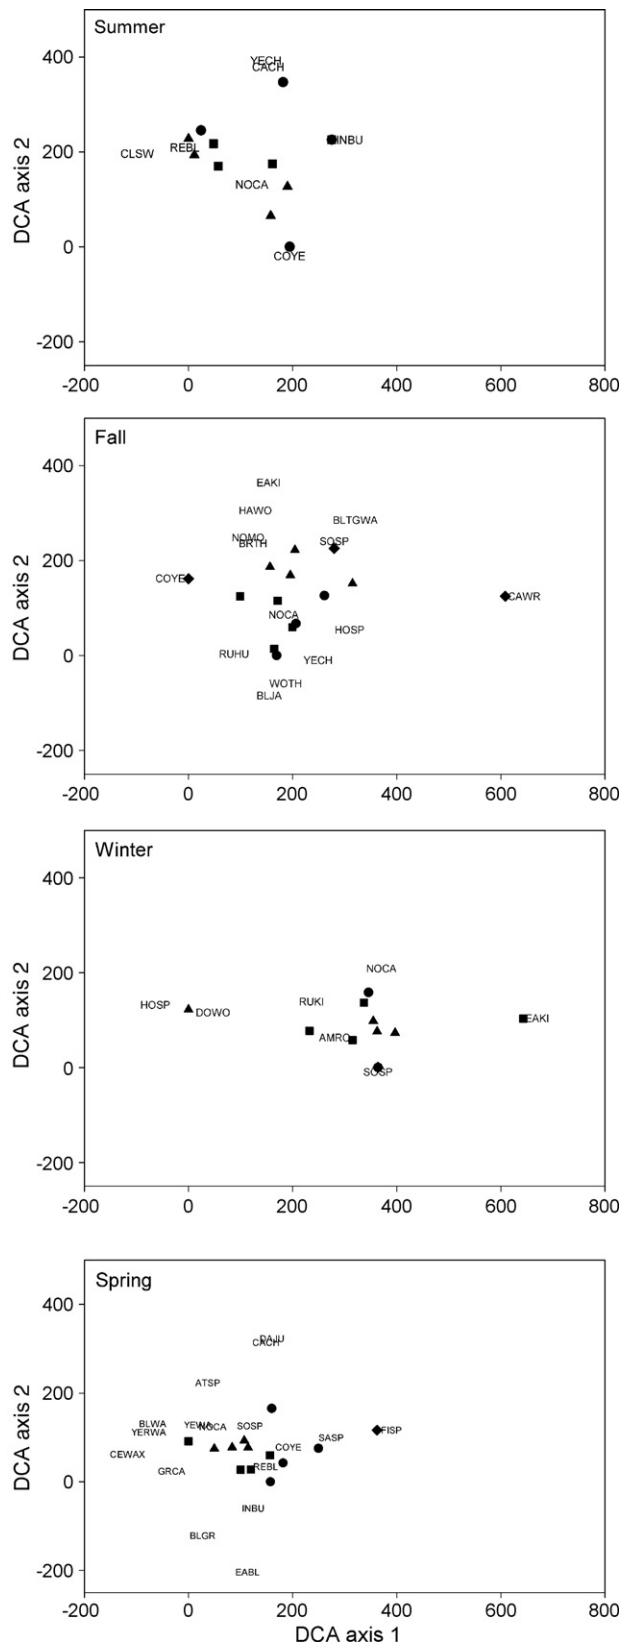 Summer
400
YECH
CACH
INBU
200
REBL
CLSW
NOCA
0
COYE
-200
DCA axis 2
-200 0 200 400 600 800
Fall
400
EAKI
HAWO
BLTGWA
NOMO
SOSP
BRTH
200
COYE
CAWR
NOCA
HOSP
RUHU
YECH
0
WOTH
BLJA
-200
DCA axis 2
-200 0 200 400 600 800
Winter
400
NOCA
200
HOSP
RUKI
DOWO
EAKI
AMRO
0
SOSP
-200
DCA axis 2
-200 0 200 400 600 800
Spring
400
DAJU
CACH
ATSP
200
BLWA
YEWA
NOCA
SOSP
YERWA
FISP
SASP
COYE
CEWAX
REBL
GRCA
0
INBU
BLGR
EABL
-200
DCA axis 2
-200 0 200 400 600 800
DCA axis 1